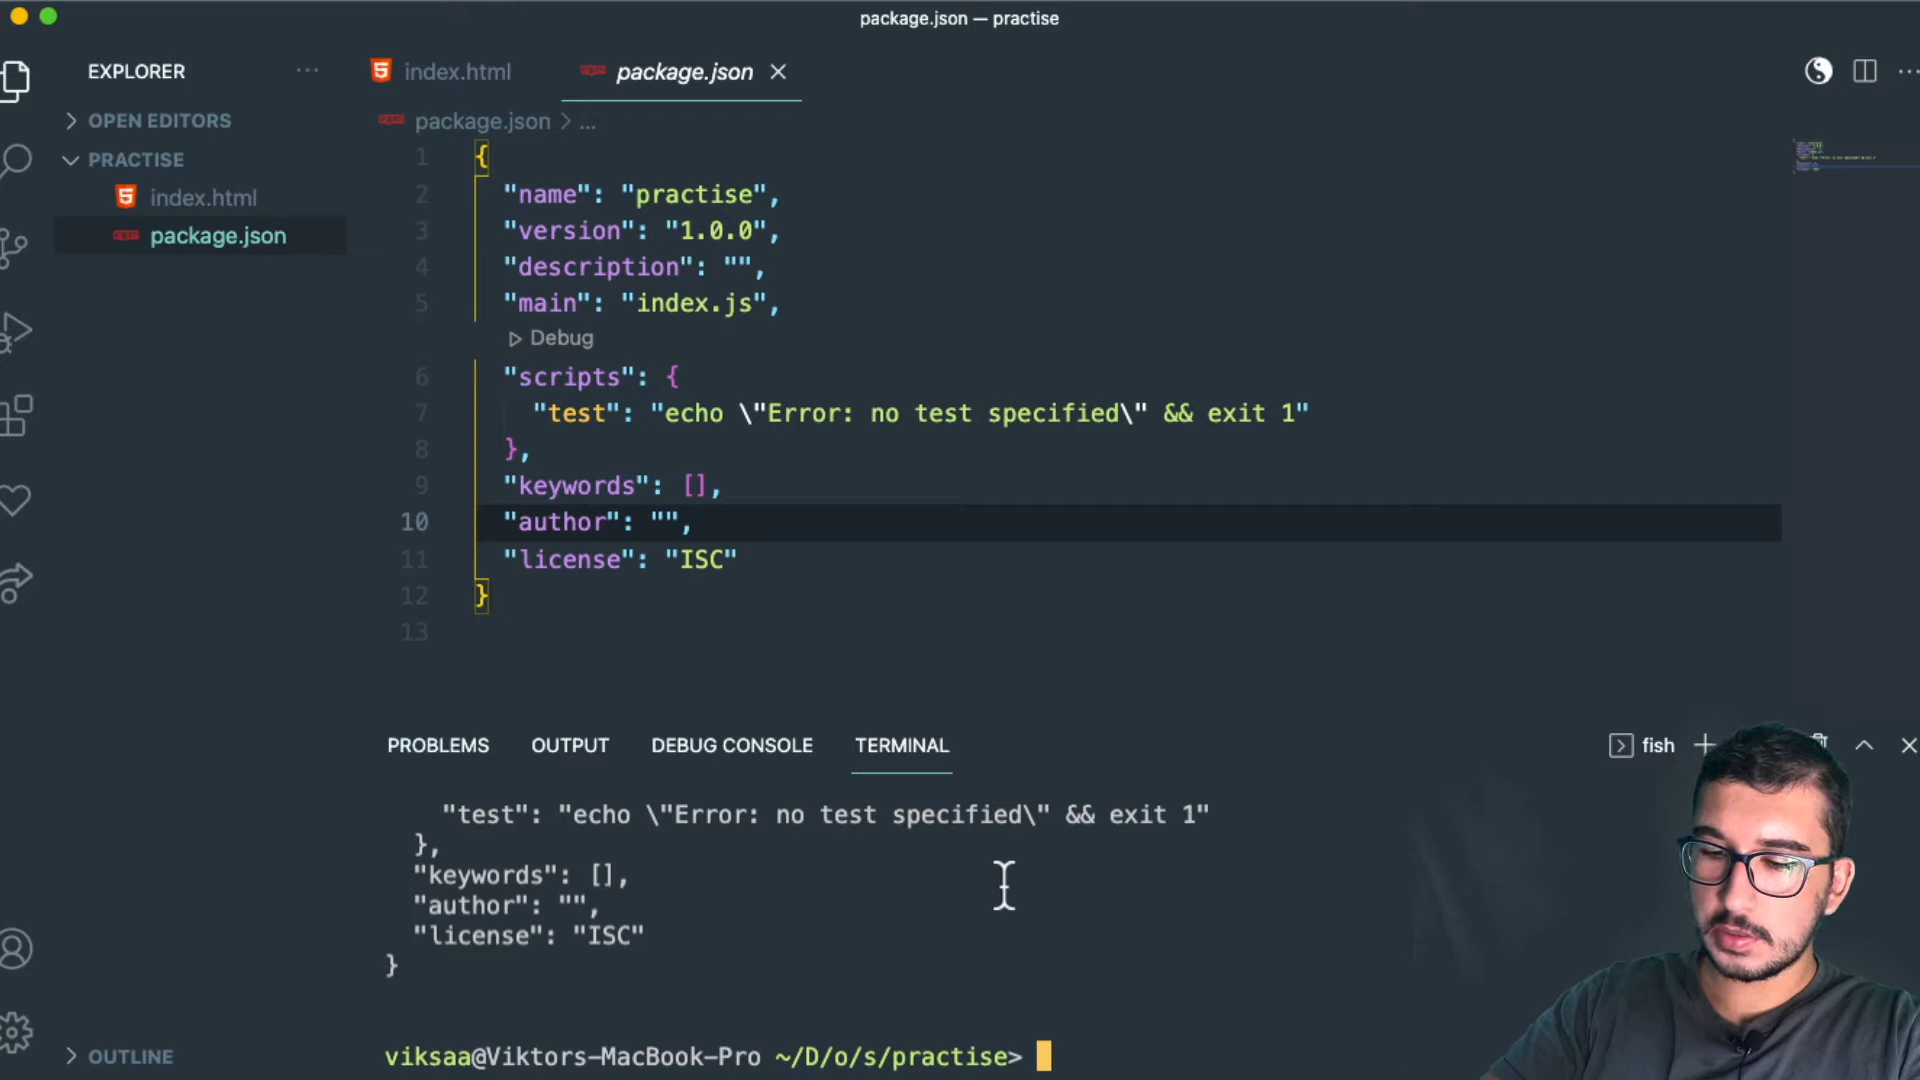 package.json — practise
EXPLORER
index.html
package.json
OPEN EDITORS
PRACTISE
index.html
package.json
package.json > ...
1 {
2 "name": "practise",
3 "version": "1.0.0",
4 "description": "",
5 "main": "index.js",
Debug
6 "scripts": {
7 "test": "echo \"Error: no test specified\" && exit 1"
8 },
9 "keywords": [],
10 "author": "",
11 "license": "ISC"
12 }
13
PROBLEMS OUTPUT DEBUG CONSOLE TERMINAL
fish
"test": "echo \"Error: no test specified\" && exit 1"
},
"keywords": [],
"author": "",
"license": "ISC"
}
viksaa@Viktors-MacBook-Pro ~/D/o/s/practise>
OUTLINE